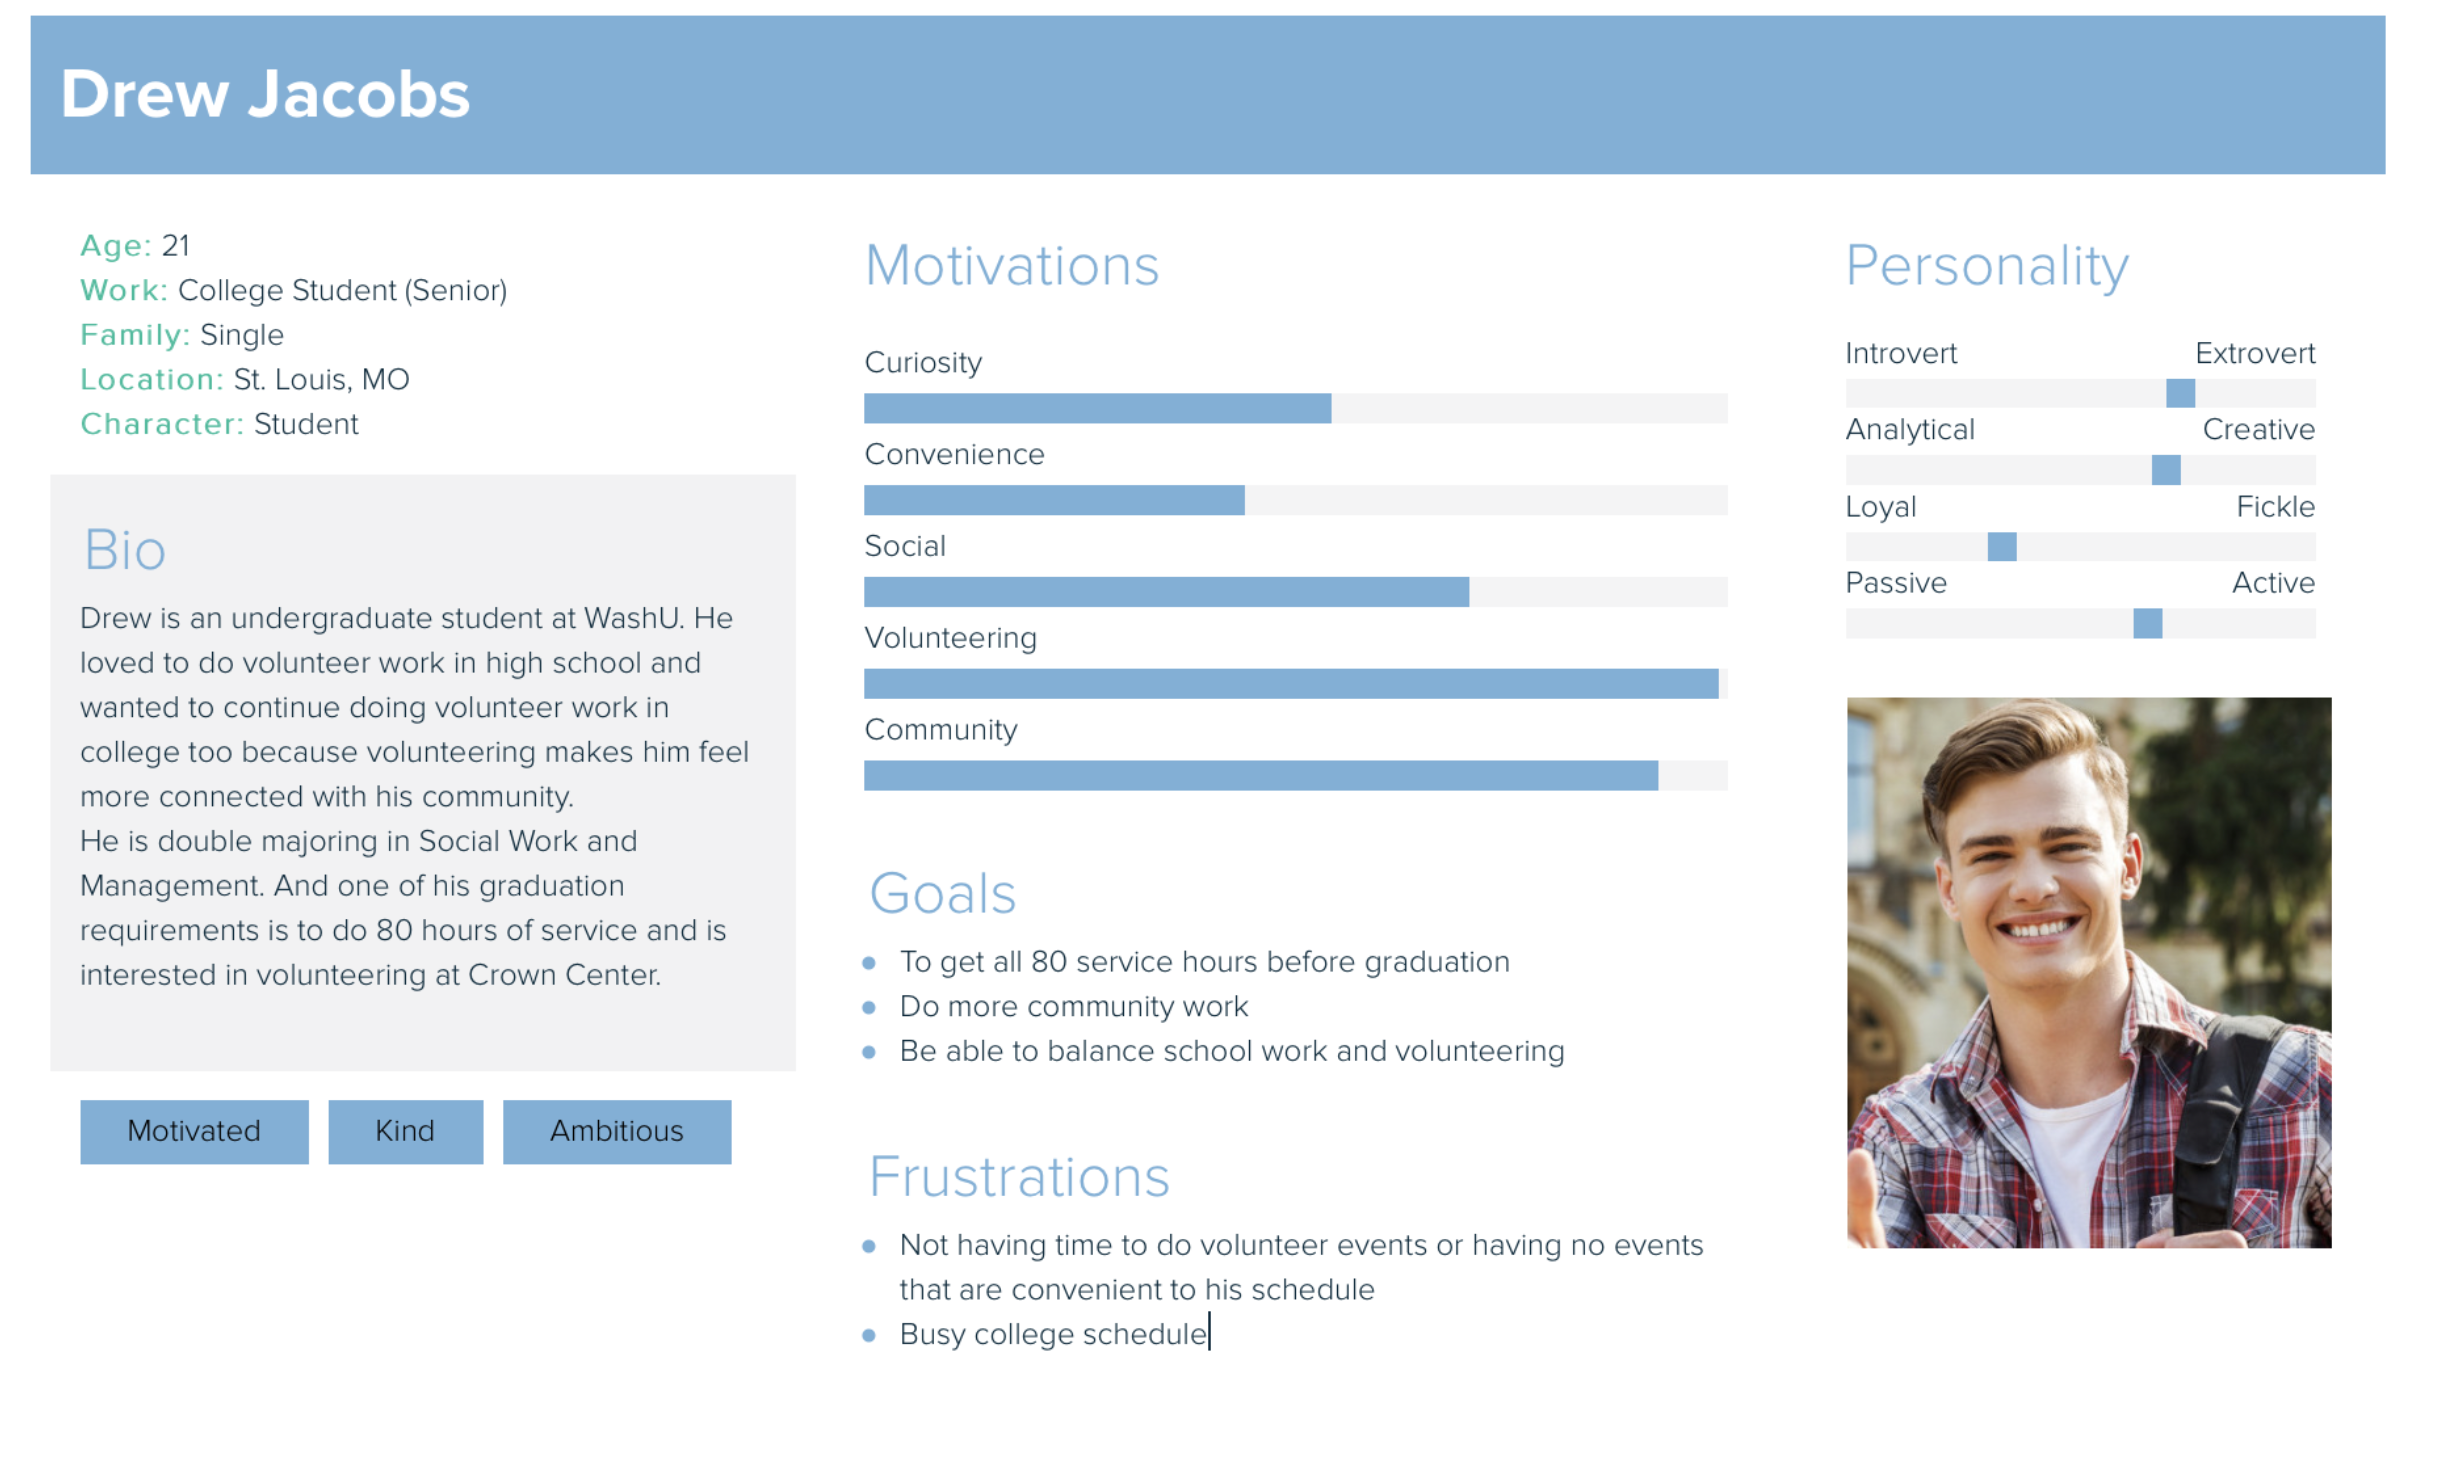 Drew Jacobs
Age: 21
Work: College Student (Senior)
Family: Single
Location: St. Louis, MO
Character: Student
Bio
Drew is an undergraduate student at WashU. He
loved to do volunteer work in high school and
wanted to continue doing volunteer work in
college too because volunteering makes him feel
more connected with his community.
He is double majoring in Social Work and
Management. And one of his graduation
requirements is to do 80 hours of service and is
interested in volunteering at Crown Center.
Motivated Kind Ambitious
Motivations
Curiosity
Convenience
Social
Volunteering
Community
Goals
To get all 80 service hours before graduation
Do more community work
Be able to balance school work and volunteering
Frustrations
Not having time to do volunteer events or having no events
that are convenient to his schedule
Busy college schedule
Personality
Introvert Extrovert
Analytical Creative
Loyal Fickle
Passive Active